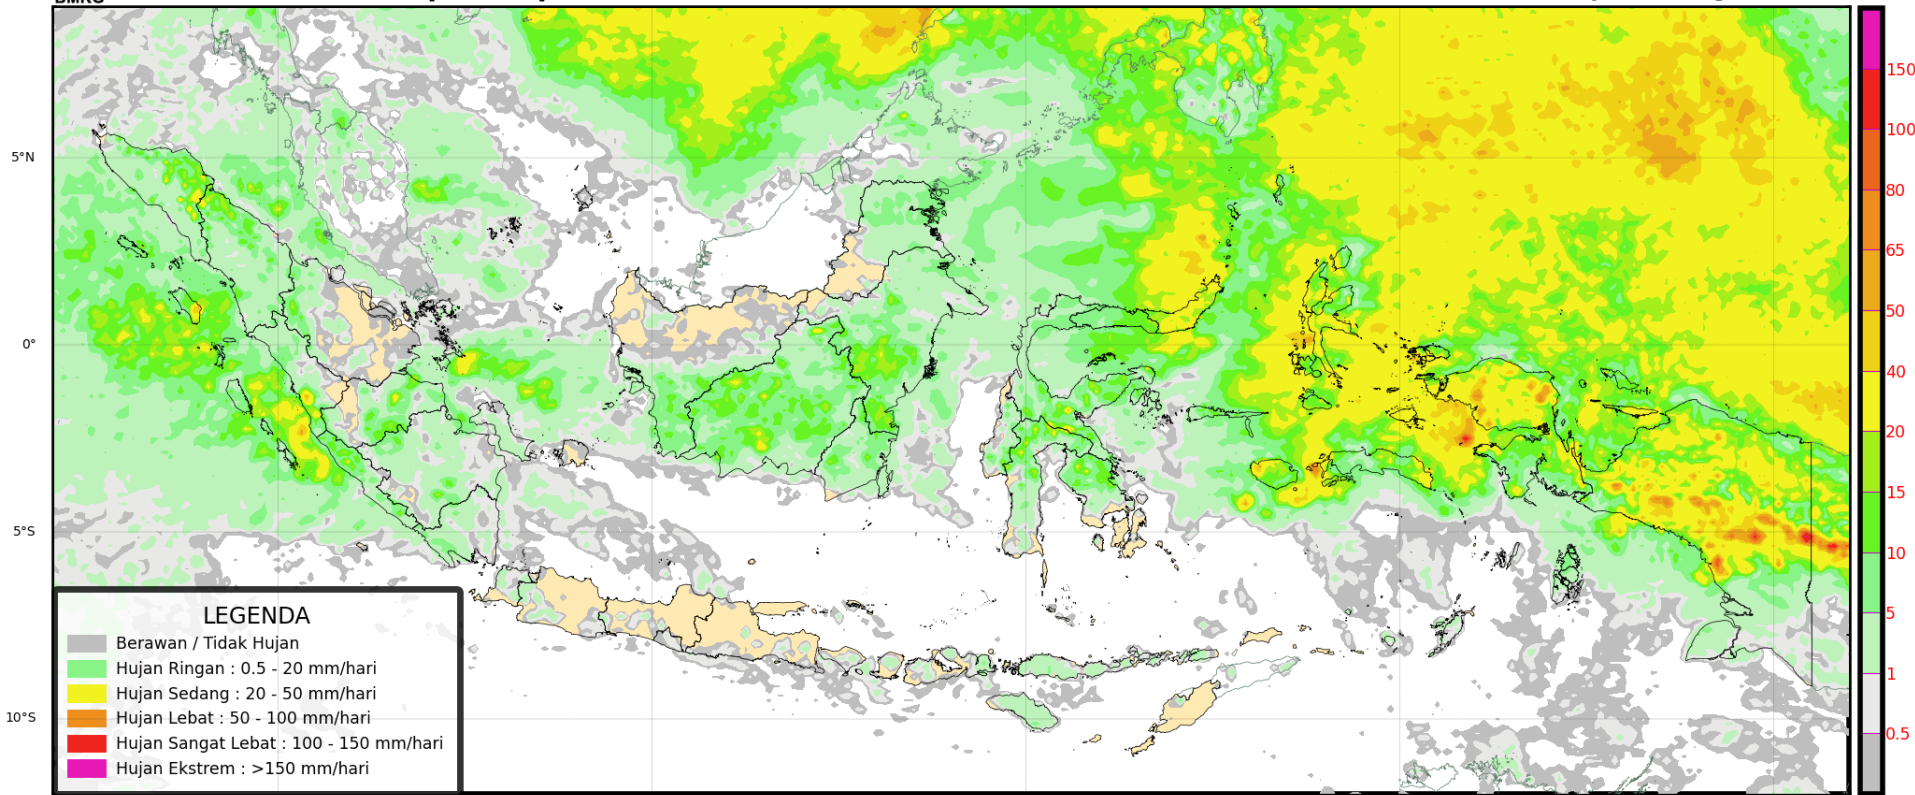 BMKG
5°N
0°
5°S
10°S
LEGENDA
Berawan / Tidak Hujan
Hujan Ringan : 0.5 - 20 mm/hari
Hujan Sedang : 20 - 50 mm/hari
Hujan Lebat : 50 - 100 mm/hari
Hujan Sangat Lebat : 100 - 150 mm/hari
Hujan Ekstrem : >150 mm/hari
150
100
80
65
50
40
20
15
10
5
1
0.5